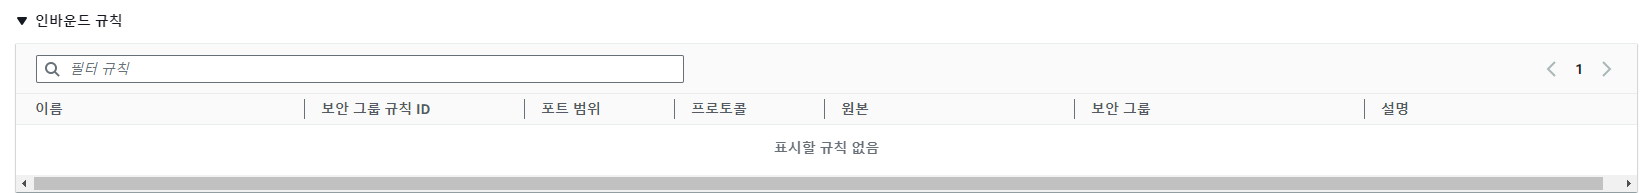 ▼ 인바운드 규칙
필터 규칙
1
이름 보안 그룹 규칙 ID 포트 범위 프로토콜 원본 보안 그룹 설명
표시할 규칙 없음